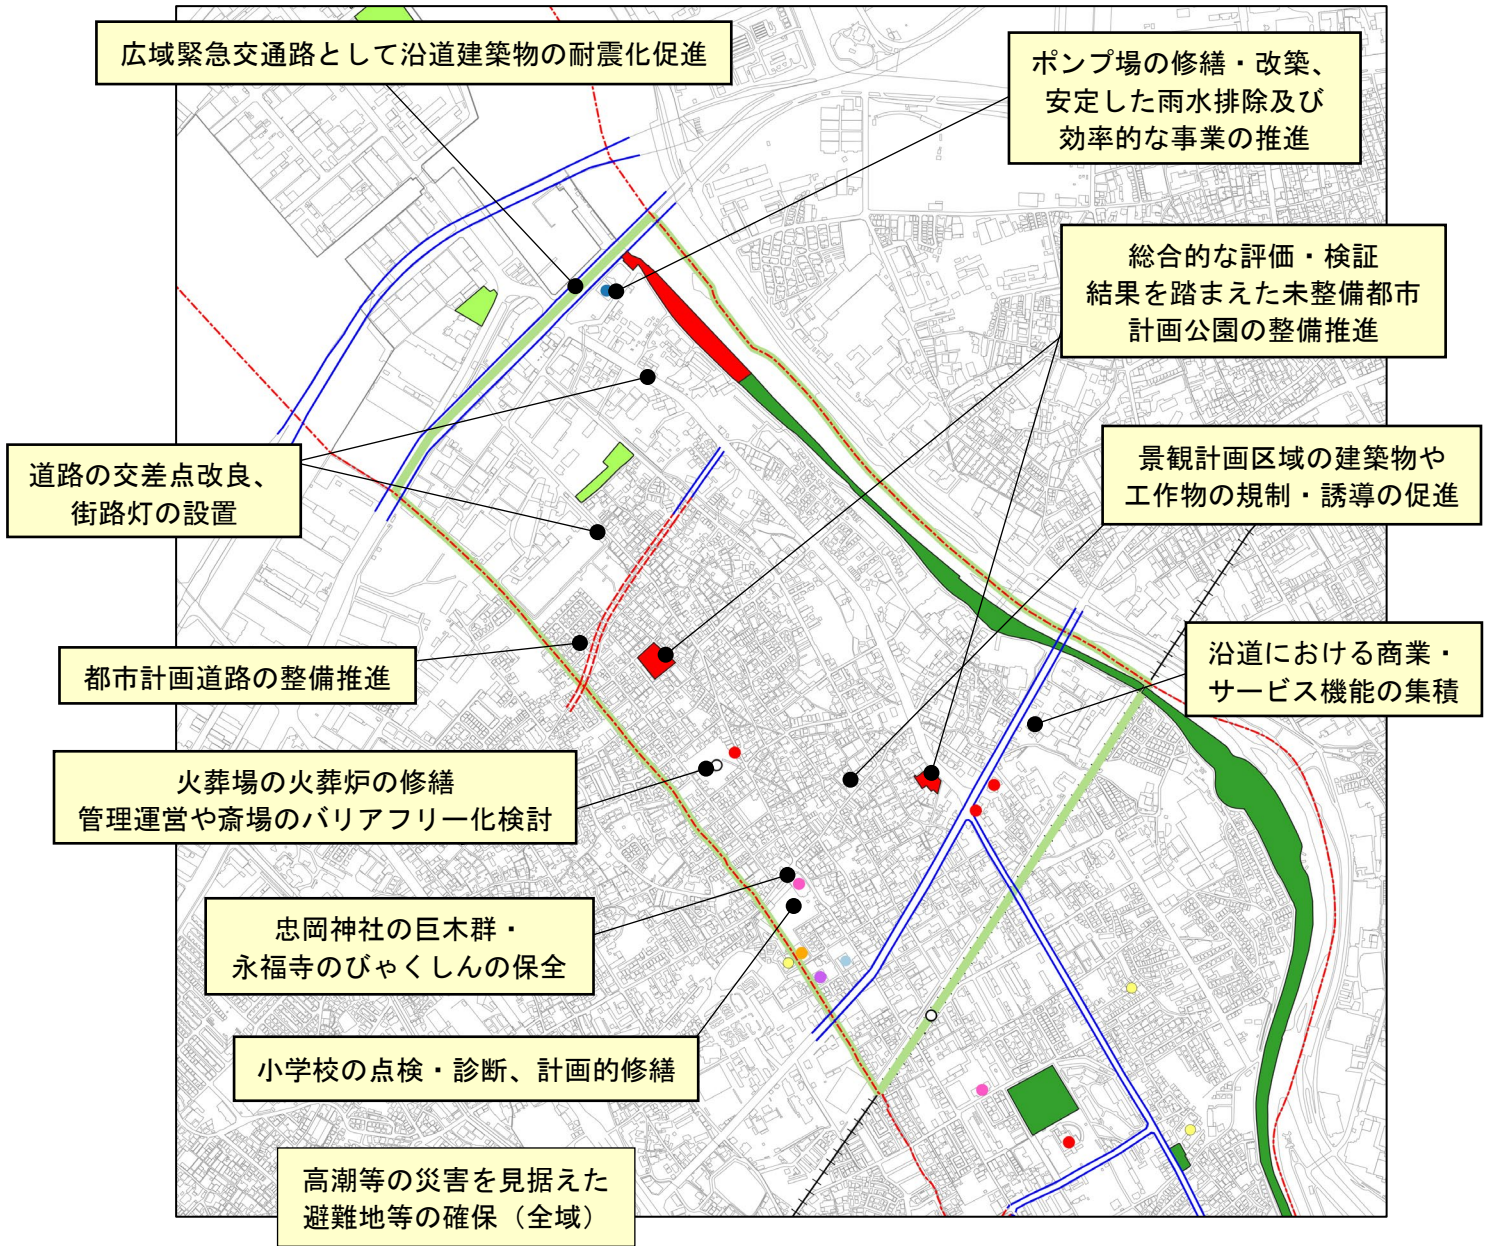 広域緊急交通路として沿道建築物の耐震化促進
ポンプ場の修繕・改築、
安定した雨水排除及び
効率的な事業の推進
総合的な評価・検証
結果を踏まえた未整備都市
計画公園の整備推進
道路の交差点改良、
街路灯の設置
景観計画区域の建築物や
工作物の規制・誘導の促進
都市計画道路の整備推進
沿道における商業・
サービス機能の集積
火葬場の火葬炉の修繕
管理運営や斎場のバリアフリー化検討
忠岡神社の巨木群・
永福寺のびゃくしんの保全
小学校の点検・診断、計画的修繕
高潮等の災害を見据えた
避難地等の確保（全域）